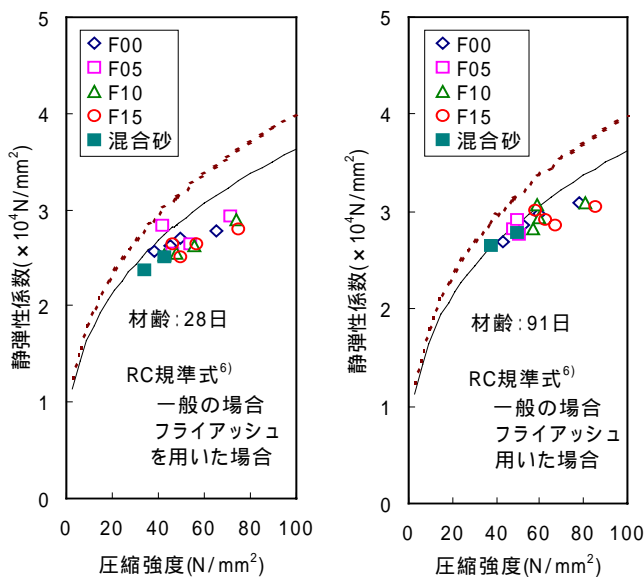 5
4
3
2
1
0
静弾性係数(×10⁴N/mm²)
F00
F05
F10
F15
混合砂
材齢：28日
RC規準式⁶⁾
一般の場合
フライアッシュ
を用いた場合
0 20 40 60 80 100
圧縮強度(N/mm²)
5
4
3
2
1
0
静弾性係数(×10⁴N/mm²)
F00
F05
F10
F15
混合砂
材齢：91日
RC規準式⁶⁾
一般の場合
フライアッシュ
用いた場合
0 20 40 60 80 100
圧縮強度(N/mm²)